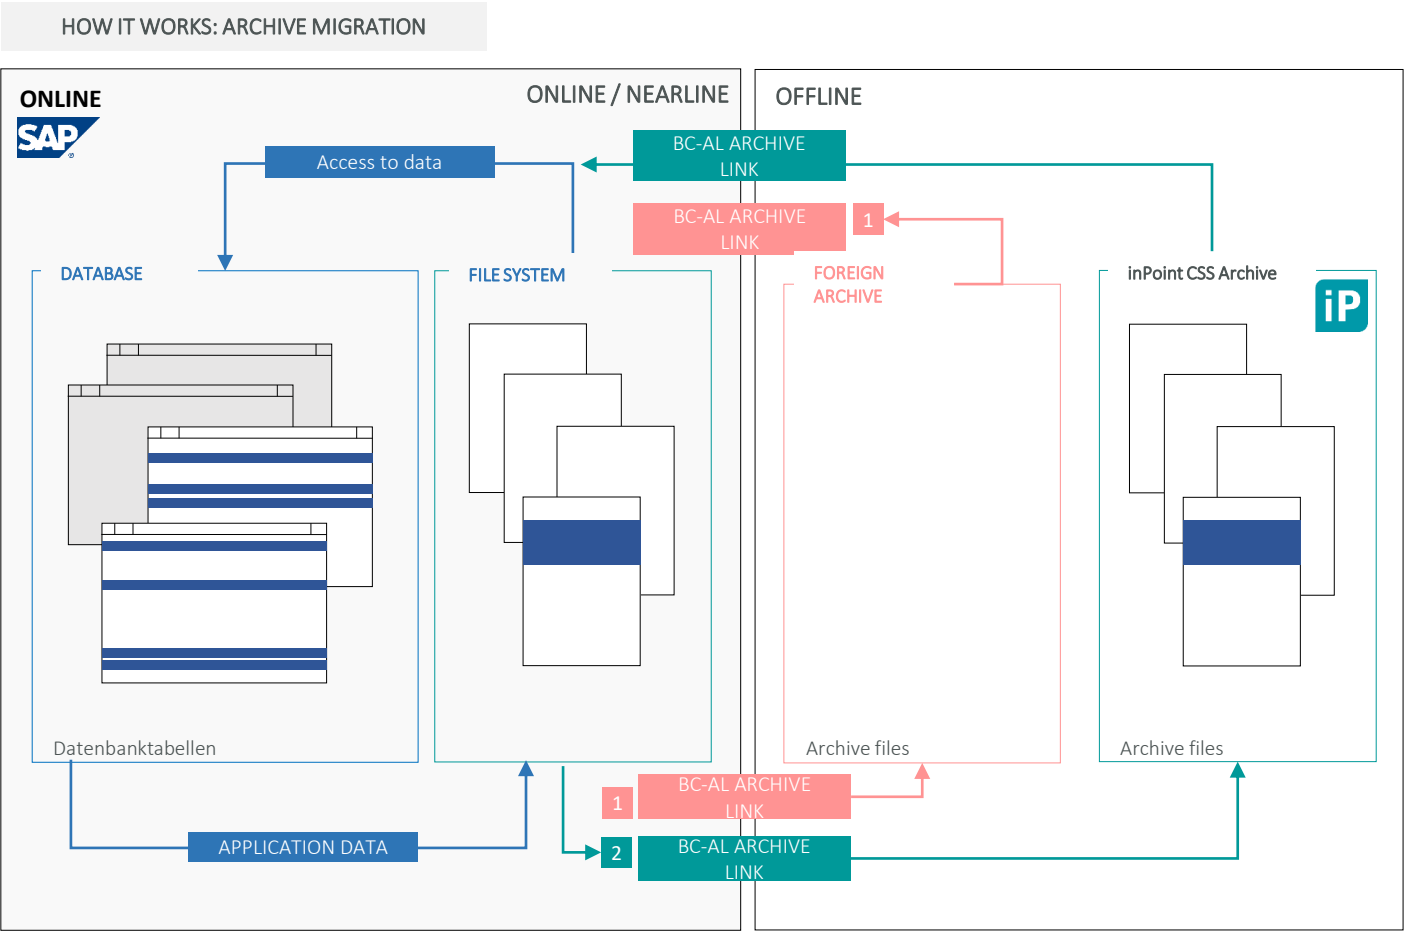 HOW IT WORKS: ARCHIVE MIGRATION
ONLINE
SAP
®
ONLINE / NEARLINE
OFFLINE
BC-AL ARCHIVE
LINK
Access to data
BC-AL ARCHIVE
LINK
1
DATABASE
FILE SYSTEM
FOREIGN
ARCHIVE
inPoint CSS Archive
iP
Datenbanktabellen
Archive files
Archive files
BC-AL ARCHIVE
LINK
1
APPLICATION DATA
2
BC-AL ARCHIVE
LINK